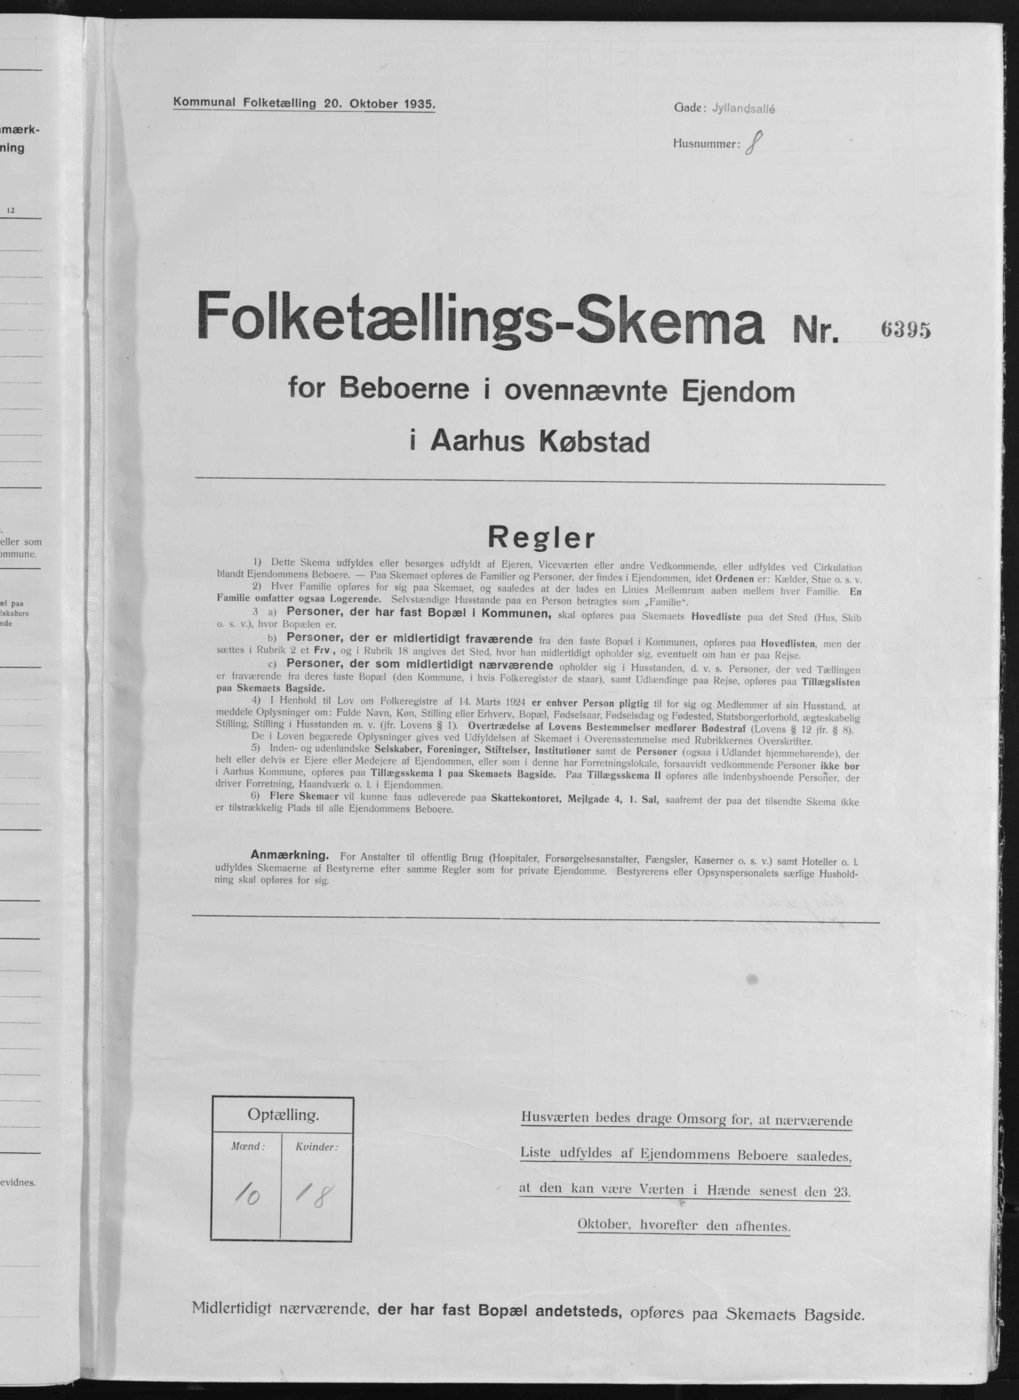 Kommunal Folketælling 20. Oktober 1935.
Gade: Jyllandsallé
Husnummer: 8
Folketællings-Skema Nr. 6395
for Beboerne i ovennævnte Ejendom
i Aarhus Købstad
Regler
1) Dette Skema udfyldes eller besørges udfyldt af Ejeren, Viceværten eller andre Vedkommende, eller udfyldes ved Cirkulation
blandt Ejendommens Beboere. — Paa Skemaet opføres de Familier og Personer, der findes i Ejendommen, idet Ordenen er: Kælder, Stue o. s. v.
2) Hver Familie opføres for sig paa Skemaet, og saaledes at der lades en Linies Mellemrum aaben mellem hver Familie. En
Familie omfatter ogsaa Logerende. Selvstændige Husstande paa en Person betragtes som „Familie“.
3 a) Personer, der har fast Bopæl i Kommunen, skal opføres paa Skemaets Hovedliste paa det Sted (Hus, Skib
o. s. v.), hvor Bopælen er.
b) Personer, der er midlertidigt fraværende fra den faste Bopæl i Kommunen, opføres paa Hovedlisten, men der
sættes i Rubrik 2 et Frv., og i Rubrik 18 angives det Sted, hvor han midlertidigt opholder sig, eventuelt om han er paa Rejse.
c) Personer, der som midlertidigt nærværende opholder sig i Husstanden, d. v. s. Personer, der ved Tællingen
er fraværende fra deres faste Bopæl (den Kommune, i hvis Folkeregister de staar), samt Udlændinge paa Rejse, opføres paa Tillægslisten
paa Skemaets Bagside.
4) I Henhold til Lov om Folkeregistre af 14. Marts 1924 er enhver Person pligtig til for sig og Medlemmer af sin Husstand, at
meddele Oplysninger om: Fulde Navn, Køn, Stilling eller Erhverv, Bopæl, Fødselsaar, Fødselsdag og Fødested, Statsborgerforhold, ægteskabelig
Stilling, Stilling i Husstanden m. v. (jfr. Lovens § 1). Overtrædelse af Lovens Bestemmelser medfører Bødestraf (Lovens § 12 jfr. § 8).
De i Loven begærede Oplysninger gives ved Udfyldelsen af Skemaet i Overensstemmelse med Rubrikkernes Overskrifter.
5) Inden- og udenlandske Selskaber, Foreninger, Stiftelser, Institutioner samt de Personer (ogsaa i Udlandet hjemmehørende), der
helt eller delvis er Ejere eller Medejere af Ejendommen, eller som i denne har Forretningslokale, forsaavidt vedkommende Personer ikke bor
i Aarhus Kommune, opføres paa Tillægsskema I paa Skemaets Bagside. Paa Tillægsskema II opføres alle indenbysboende Personer, der
driver Forretning, Haandværk o. l. i Ejendommen.
6) Flere Skemaer vil kunne faas udleverede paa Skattekontoret, Mejlgade 4, 1. Sal, saafremt der paa det tilsendte Skema ikke
er tilstrækkelig Plads til alle Ejendommens Beboere.
Anmærkning. For Anstalter til offentlig Brug (Hospitaler, Forsørgelsesanstalter, Fængsler, Kaserner o. s. v.) samt Hoteller o. l.
udfyldes Skemaerne af Bestyrerne efter samme Regler som for private Ejendomme. Bestyrerens eller Opsynspersonalets særlige Hushold-
ning skal opføres for sig.
Optælling.
Mænd: Kvinder:
10 18
Husværten bedes drage Omsorg for, at nærværende
Liste udfyldes af Ejendommens Beboere saaledes,
at den kan være Værten i Hænde senest den 23.
Oktober, hvorefter den afhentes.
Midlertidigt nærværende, der har fast Bopæl andetsteds, opføres paa Skemaets Bagside.
mærk-
ning
12
eller som
ommune.
æl paa
lskabers
nde
evidnes.